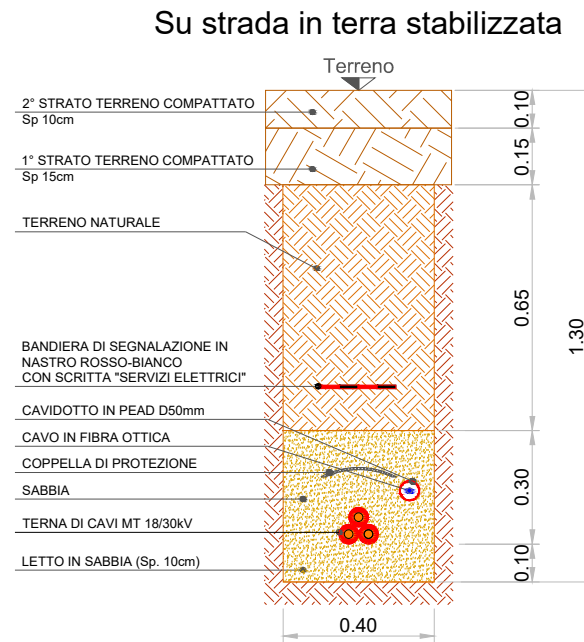 Su strada in terra stabilizzata
Terreno
2° STRATO TERRENO COMPATTATO
Sp 10cm
1° STRATO TERRENO COMPATTATO
Sp 15cm
TERRENO NATURALE
BANDIERA DI SEGNALAZIONE IN
NASTRO ROSSO-BIANCO
CON SCRITTA "SERVIZI ELETTRICI"
CAVIDOTTO IN PEAD D50mm
CAVO IN FIBRA OTTICA
COPPELLA DI PROTEZIONE
SABBIA
TERNA DI CAVI MT 18/30kV
LETTO IN SABBIA (Sp. 10cm)
0.10
0.15
0.65
1.30
0.30
0.10
0.40